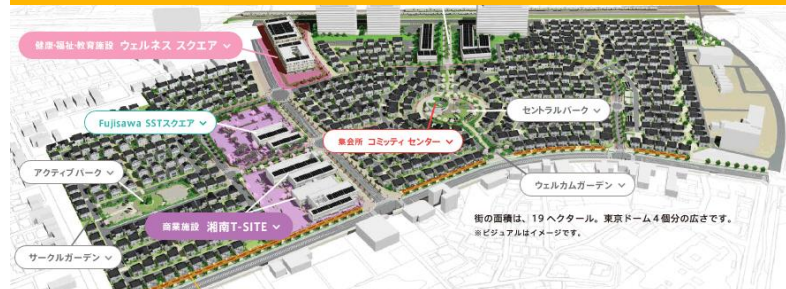 健康・福祉・教育施設 ウェルネス スクエア
Fujisawa SSTスクエア
セントラルパーク
集会所 コミッティ センター
アクティブパーク
ウェルカムガーデン
商業施設 湘南T-SITE
サークルガーデン
街の面積は、19ヘクタール。東京ドーム4個分の広さです。
※ビジュアルはイメージです。